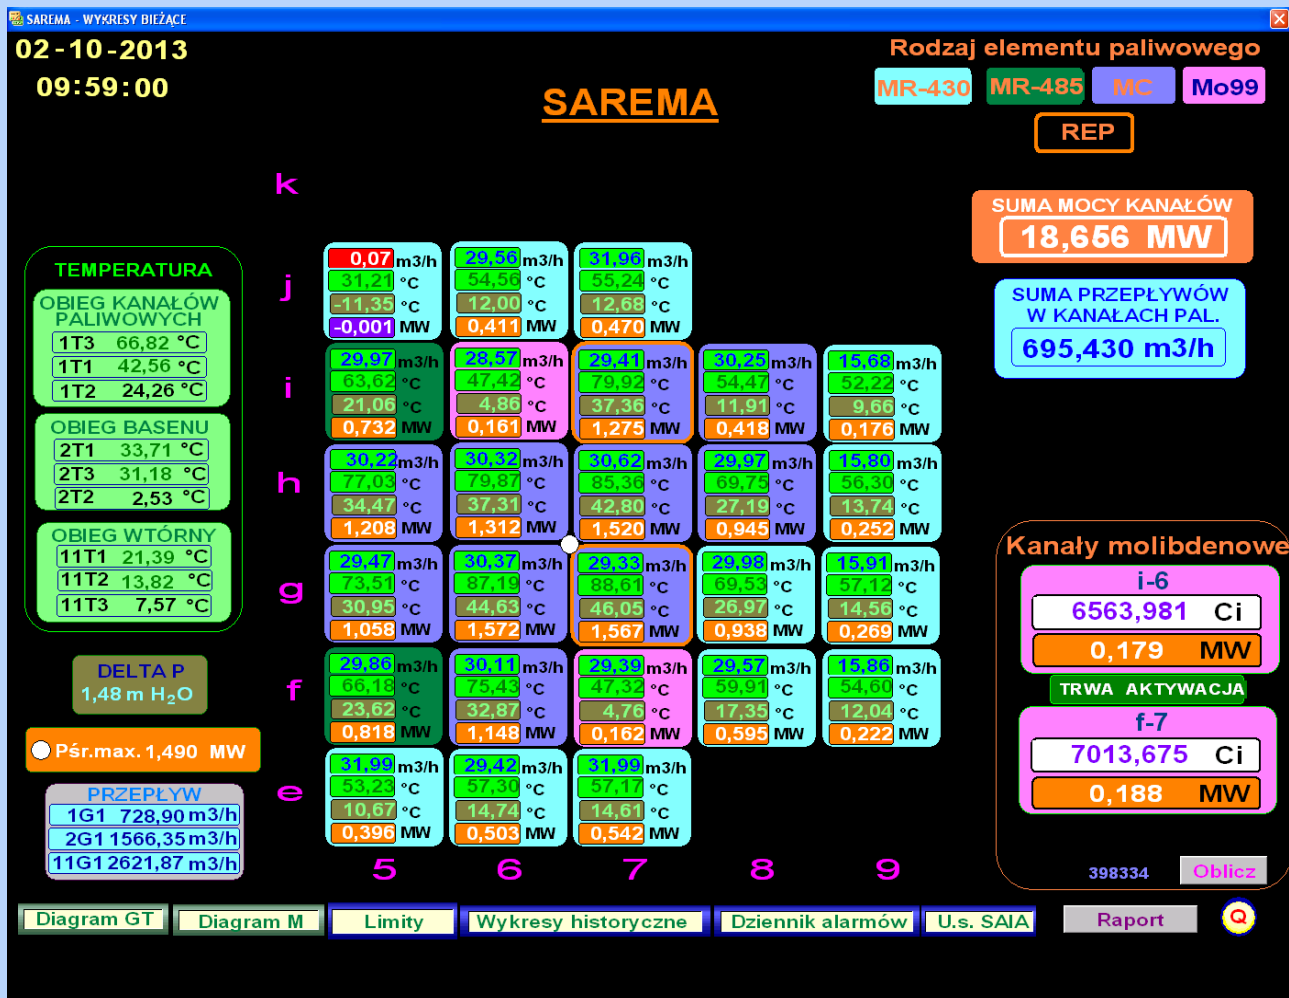 SAREMA - WYKRESY BIEŻĄCE
02-10-2013
09:59:00
SAREMA
Rodzaj elementu paliwowego
MR-430 MR-485 MC Mo99
REP
SUMA MOCY KANAŁÓW
18,656 MW
SUMA PRZEPŁYWÓW
W KANAŁACH PAL.
695,430 m3/h
TEMPERATURA
OBIEG KANAŁÓW
PALIWOWYCH
1T3 66,82 °C
1T1 42,56 °C
1T2 24,26 °C
OBIEG BASENU
2T1 33,71 °C
2T3 31,18 °C
2T2 2,53 °C
OBIEG WTÓRNY
11T1 21,39 °C
11T2 13,82 °C
11T3 7,57 °C
DELTA P
1,48 m H2O
Pśr.max. 1,490 MW
PRZEPŁYW
1G1 728,90 m3/h
2G1 1566,35 m3/h
11G1 2621,87 m3/h
k
j
0,07 m3/h 29,56 m3/h 31,96 m3/h
31,21 °C 54,56 °C 55,24 °C
-11,35 °C 12,00 °C 12,68 °C
-0,001 MW 0,411 MW 0,470 MW
i
29,97 m3/h 28,57 m3/h 29,41 m3/h 30,25 m3/h 15,68 m3/h
63,62 °C 47,42 °C 79,92 °C 54,47 °C 52,22 °C
21,06 °C 4,86 °C 37,36 °C 11,91 °C 9,66 °C
0,732 MW 0,161 MW 1,275 MW 0,418 MW 0,176 MW
h
30,22 m3/h 30,32 m3/h 30,62 m3/h 29,97 m3/h 15,80 m3/h
77,03 °C 79,87 °C 85,36 °C 69,75 °C 56,30 °C
34,47 °C 37,31 °C 42,80 °C 27,19 °C 13,74 °C
1,208 MW 1,312 MW 1,520 MW 0,945 MW 0,252 MW
g
29,47 m3/h 30,37 m3/h 29,33 m3/h 29,98 m3/h 15,91 m3/h
73,51 °C 87,19 °C 88,61 °C 69,53 °C 57,12 °C
30,95 °C 44,63 °C 46,05 °C 26,97 °C 14,56 °C
1,058 MW 1,572 MW 1,567 MW 0,938 MW 0,269 MW
f
29,86 m3/h 30,11 m3/h 29,39 m3/h 29,57 m3/h 15,86 m3/h
66,18 °C 75,43 °C 47,32 °C 59,91 °C 54,60 °C
23,62 °C 32,87 °C 4,76 °C 17,35 °C 12,04 °C
0,818 MW 1,148 MW 0,162 MW 0,595 MW 0,222 MW
e
31,99 m3/h 29,42 m3/h 31,99 m3/h
53,23 °C 57,30 °C 57,17 °C
10,67 °C 14,74 °C 14,61 °C
0,396 MW 0,503 MW 0,542 MW
5 6 7 8 9
Kanały molibdenowe
i-6
6563,981 Ci
0,179 MW
TRWA AKTYWACJA
f-7
7013,675 Ci
0,188 MW
398334 Oblicz
Diagram GT Diagram M Limity Wykresy historyczne Dziennik alarmów U.s. SAIA Raport Q